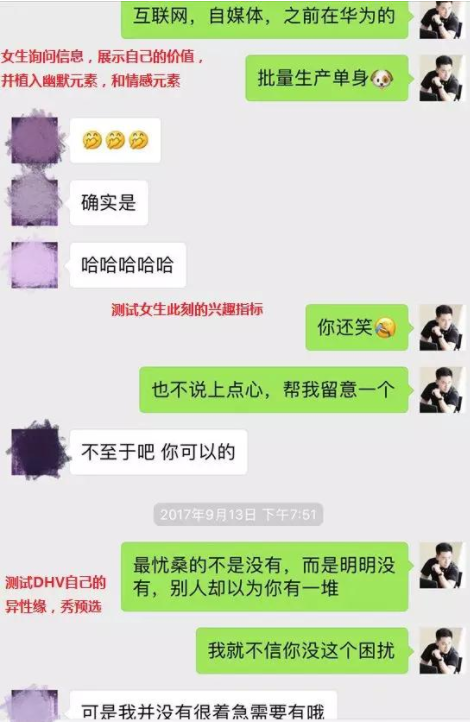 互联网，自媒体，之前在华为的
女生询问信息，展示自己的价值，
并植入幽默元素，和情感元素
批量生产单身🐶
🤣🤣🤣
确实是
哈哈哈哈哈
测试女生此刻的兴趣指标
你还笑😂
也不说上点心，帮我留意一个
不至于吧 你可以的
2017年9月13日 下午7:51
最忧桑的不是没有，而是明明没
有，别人却以为你有一堆
测试DHV自己的
异性缘，秀预选
我就不信你没这个困扰
可是我并没有很着急需要有哦